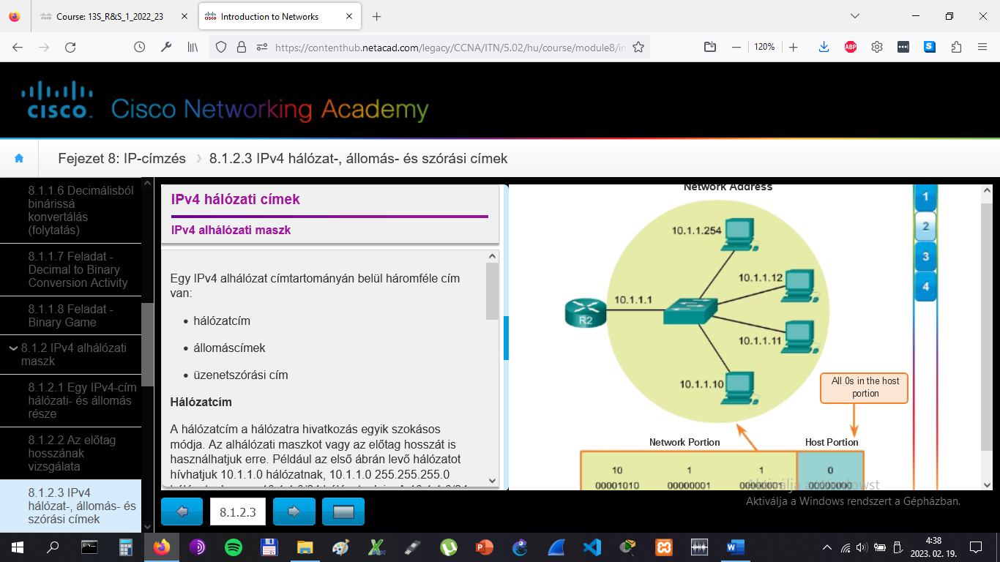 Course: 13S_R&S_1_2022_23
Introduction to Networks
https://contenthub.netacad.com/legacy/CCNA/ITN/5.02/hu/course/module8/in
120%
ABP
CISCO
Cisco Networking Academy
Fejezet 8: IP-címzés
8.1.2.3 IPv4 hálózat-, állomás- és szórási címek
8.1.1.6 Decimálisból
binárissá
konvertálás
(folytatás)
8.1.1.7 Feladat -
Decimal to Binary
Conversion Activity
8.1.1.8 Feladat -
Binary Game
8.1.2 IPv4 alhálózati
maszk
8.1.2.1 Egy IPv4-cím
hálózati- és állomás
része
8.1.2.2 Az előtag
hosszának
vizsgálata
8.1.2.3 IPv4
hálózat-, állomás- és
szórási címek
IPv4 hálózati címek
IPv4 alhálózati maszk
Egy IPv4 alhálózat címtartományán belül háromféle cím
van:
hálózatcím
állomáscímek
üzenetszórási cím
Hálózatcím
A hálózatcím a hálózatra hivatkozás egyik szokásos
módja. Az alhálózati maszkot vagy az előtag hosszát is
használhatjuk erre. Például az első ábrán levő hálózatot
hívhatjuk 10.1.1.0 hálózatnak, 10.1.1.0 255.255.255.0
8.1.2.3
Network Address
10.1.1.254
10.1.1.12
10.1.1.1
R2
10.1.1.11
10.1.1.10
All 0s in the host
portion
Network Portion
Host Portion
10 1 1 0
00001010 00000001 00000001 00000000
1
2
3
4
Aktiválja a Windowst
Aktiválja a Windows rendszert a Gépházban.
4:38
2023. 02. 19.